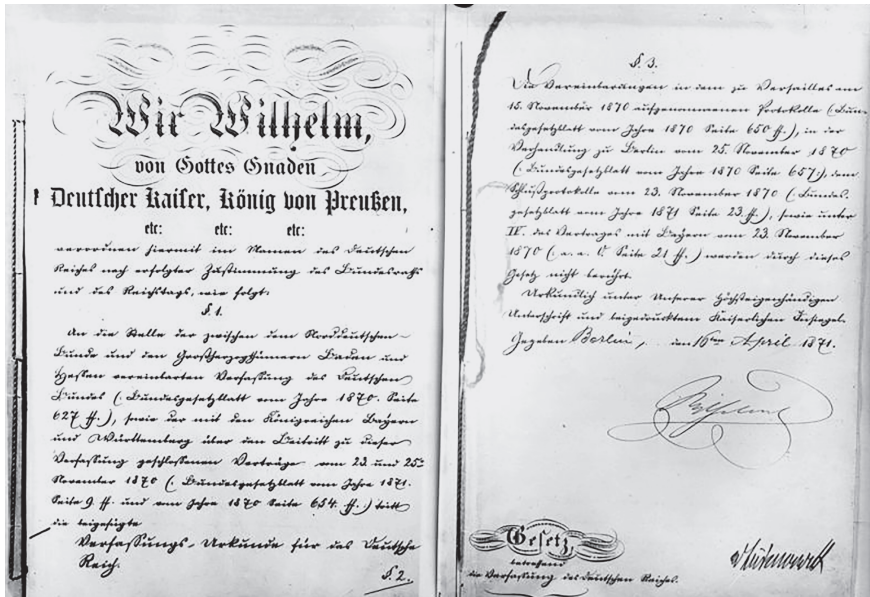 Wir Wilhelm,
von Gottes Gnaden
Deutscher Kaiser, König von Preußen,
etc: etc: etc:
verordnen hiermit im Namen des Deutschen
Reiches nach erfolgter Zustimmung des Bundesraths
und des Reichstags, wie folgt:
§. 1.
An die Stelle der zwischen dem Norddeutschen
Bunde und den Großherzogthümern Baden und
Hessen vereinbarten Verfassung des Deutschen
Bundes (: Bundesgesetzblatt vom Jahre 1870. Seite
627 ff.), sowie der mit den Königreichen Bayern
und Württemberg über den Beitritt zu dieser
Verfassung geschlossenen Verträge vom 23 und 25ten
November 1870 (: Bundesgesetzblatt vom Jahre 1871.
Seite 9. ff. und vom Jahre 1870 Seite 654. ff.) tritt
die beigefügte
Verfassungs-Urkunde für das Deutsche
Reich.
§. 2.
§. 3.
Die Vereinbarungen in dem zu Versailles am
15. November 1870 aufgenommenen Protokolle (: Bun-
desgesetzblatt vom Jahre 1870 Seite 650 ff.), in der
Verhandlung zu Berlin vom 25. November 1870
(: Bundesgesetzblatt vom Jahre 1870 Seite 657:), dem
Schlußprotokolle vom 23. November 1870 (: Bundes-
gesetzblatt vom Jahre 1871 Seite 23. ff.), sowie unter
IV. des Vertrages mit Bayern vom 23. November
1870 (: a. a. O. Seite 21 ff.) werden durch dieses
Gesetz nicht berührt.
Urkundlich unter Unserer Höchsteigenhändigen
Unterschrift und beigedrucktem Kaiserlichen Insiegel.
Gegeben Berlin, den 16ten April 1871.
Wilhelm
Gesetz,
betreffend
die Verfassung des Deutschen Reiches.